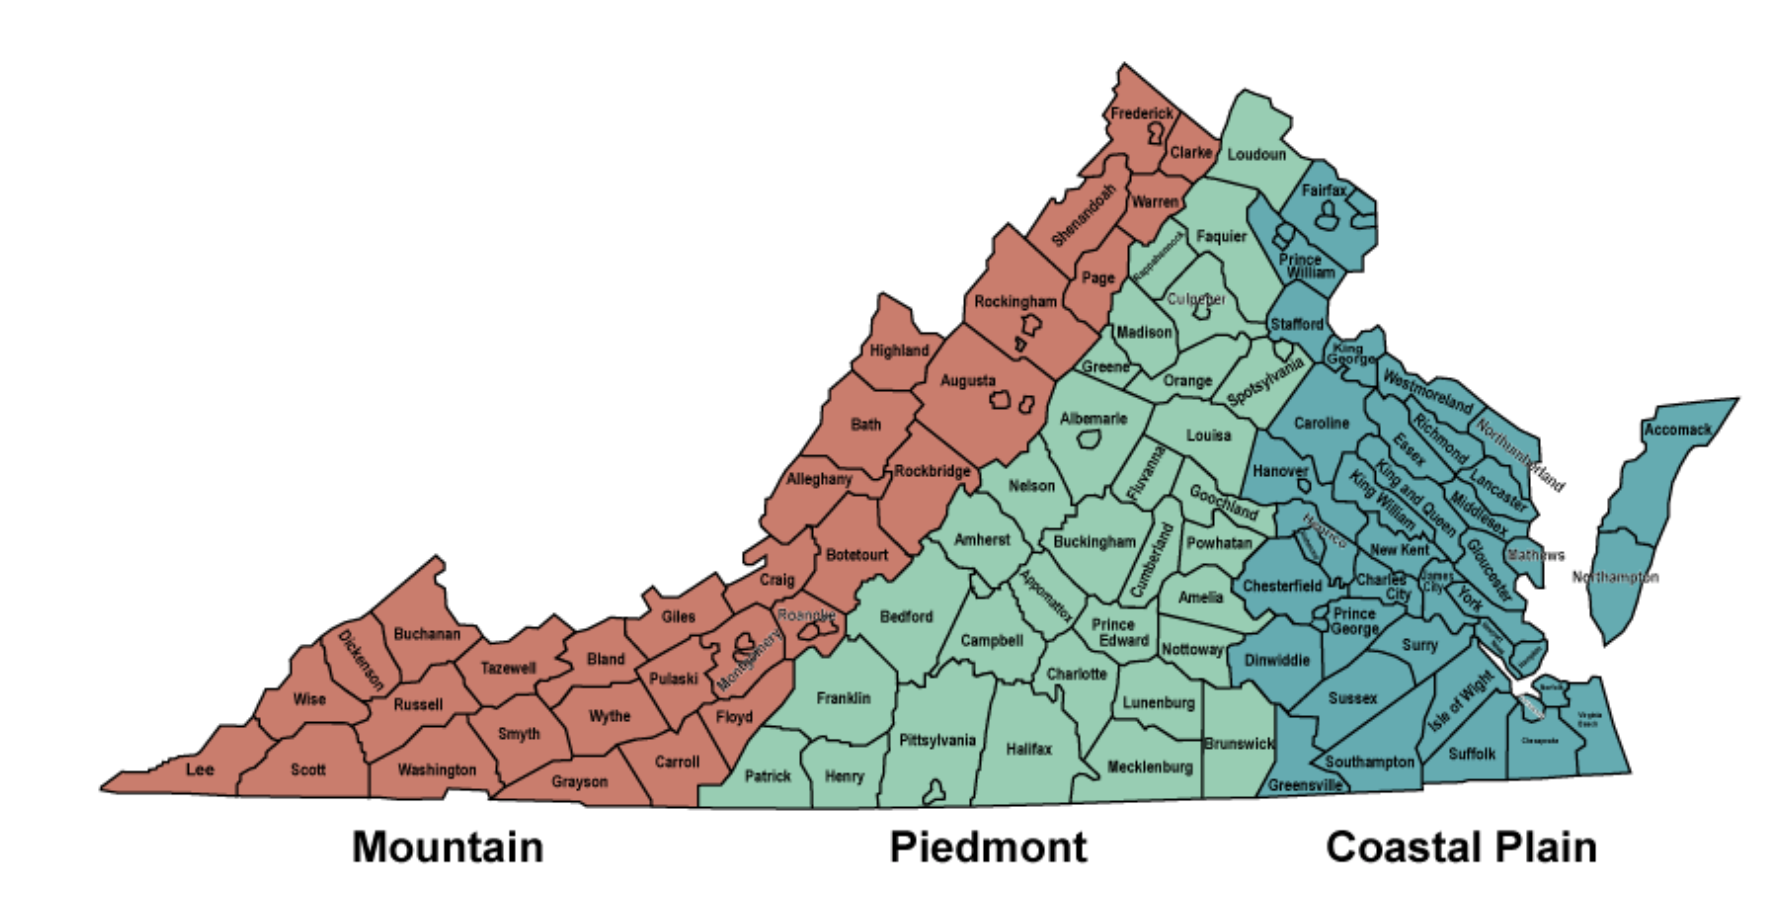 Frederick
Clarke
Loudoun
Fairfax
Shenandoah
Warren
Rappahannock
Faquier
Prince
William
Page
Rockingham
Culpeper
Madison
Stafford
Highland
Greene
Orange
Spotsylvania
King
George
Westmoreland
Augusta
Bath
Albemarle
Louisa
Caroline
Richmond
Northumberland
Essex
Accomack
Alleghany
Rockbridge
Nelson
Fluvanna
Goochland
Hanover
King and Queen
King William
Lancaster
Middlesex
Botetourt
Amherst
Buckingham
Cumberland
Powhatan
Henrico
New Kent
Gloucester
Mathews
Northampton
Craig
Chesterfield
Charles
City
James
City
York
Giles
Roanoke
Bedford
Appomattox
Amelia
Prince
George
Buchanan
Dickenson
Tazewell
Bland
Pulaski
Montgomery
Campbell
Prince
Edward
Nottoway
Dinwiddie
Surry
Wise
Russell
Smyth
Wythe
Floyd
Franklin
Charlotte
Lunenburg
Sussex
Isle of Wight
Virginia
Beach
Lee
Scott
Washington
Grayson
Carroll
Patrick
Henry
Pittsylvania
Halifax
Mecklenburg
Brunswick
Greensville
Southampton
Suffolk
Chesapeake
Mountain
Piedmont
Coastal Plain